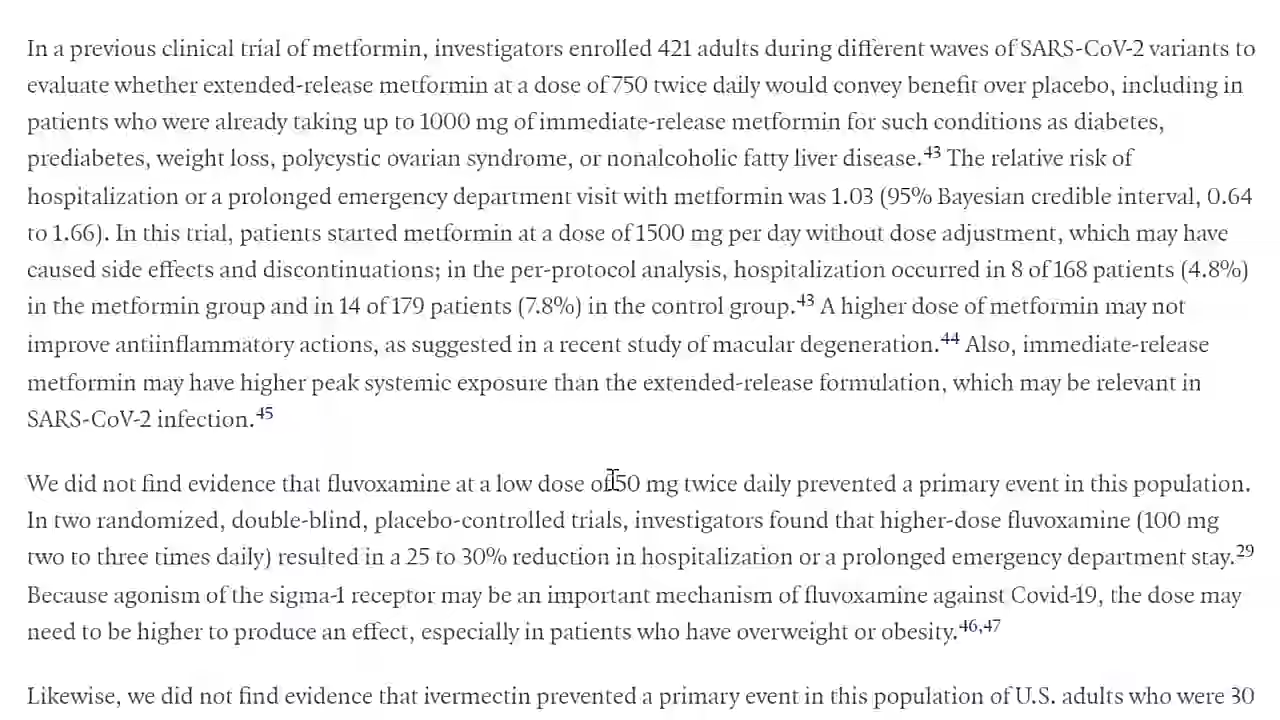 In a previous clinical trial of metformin, investigators enrolled 421 adults during different waves of SARS-CoV-2 variants to
evaluate whether extended-release metformin at a dose of 750 twice daily would convey benefit over placebo, including in
patients who were already taking up to 1000 mg of immediate-release metformin for such conditions as diabetes,
prediabetes, weight loss, polycystic ovarian syndrome, or nonalcoholic fatty liver disease.43 The relative risk of
hospitalization or a prolonged emergency department visit with metformin was 1.03 (95% Bayesian credible interval, 0.64
to 1.66). In this trial, patients started metformin at a dose of 1500 mg per day without dose adjustment, which may have
caused side effects and discontinuations; in the per-protocol analysis, hospitalization occurred in 8 of 168 patients (4.8%)
in the metformin group and in 14 of 179 patients (7.8%) in the control group.43 A higher dose of metformin may not
improve antiinflammatory actions, as suggested in a recent study of macular degeneration.44 Also, immediate-release
metformin may have higher peak systemic exposure than the extended-release formulation, which may be relevant in
SARS-CoV-2 infection.45
We did not find evidence that fluvoxamine at a low dose of 50 mg twice daily prevented a primary event in this population.
In two randomized, double-blind, placebo-controlled trials, investigators found that higher-dose fluvoxamine (100 mg
two to three times daily) resulted in a 25 to 30% reduction in hospitalization or a prolonged emergency department stay.29
Because agonism of the sigma-1 receptor may be an important mechanism of fluvoxamine against Covid-19, the dose may
need to be higher to produce an effect, especially in patients who have overweight or obesity.46,47
Likewise, we did not find evidence that ivermectin prevented a primary event in this population of U.S. adults who were 30